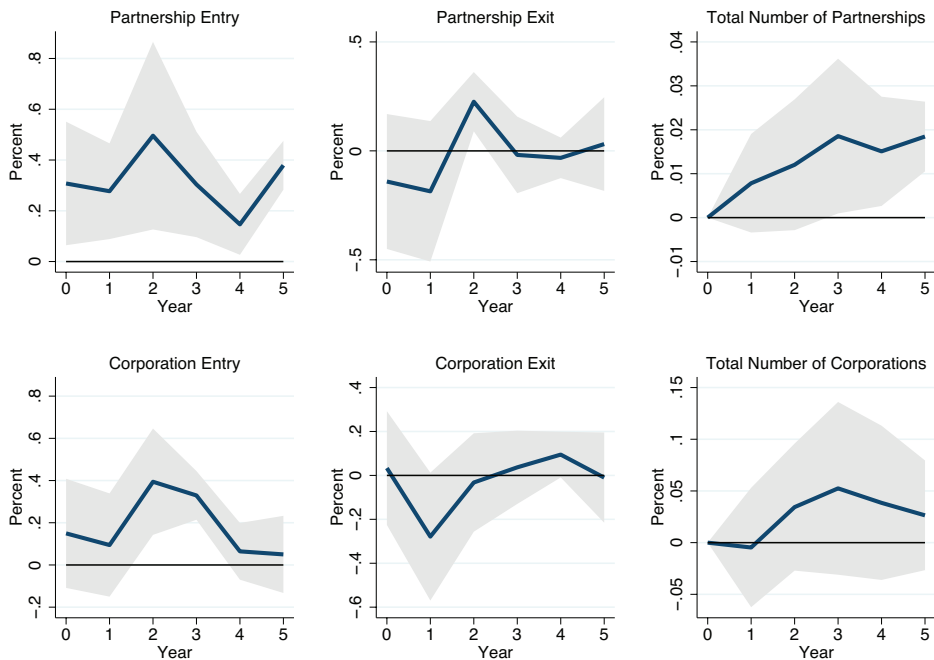 Partnership Entry
Percent
.8
.6
.4
.2
0
0 1 2 3 4 5
Year
Partnership Exit
Percent
.5
0
-.5
0 1 2 3 4 5
Year
Total Number of Partnerships
Percent
.04
.03
.02
.01
0
-.01
0 1 2 3 4 5
Year
Corporation Entry
Percent
.8
.6
.4
.2
0
-.2
0 1 2 3 4 5
Year
Corporation Exit
Percent
.4
.2
0
-.2
-.4
-.6
0 1 2 3 4 5
Year
Total Number of Corporations
Percent
.15
.1
.05
0
-.05
0 1 2 3 4 5
Year